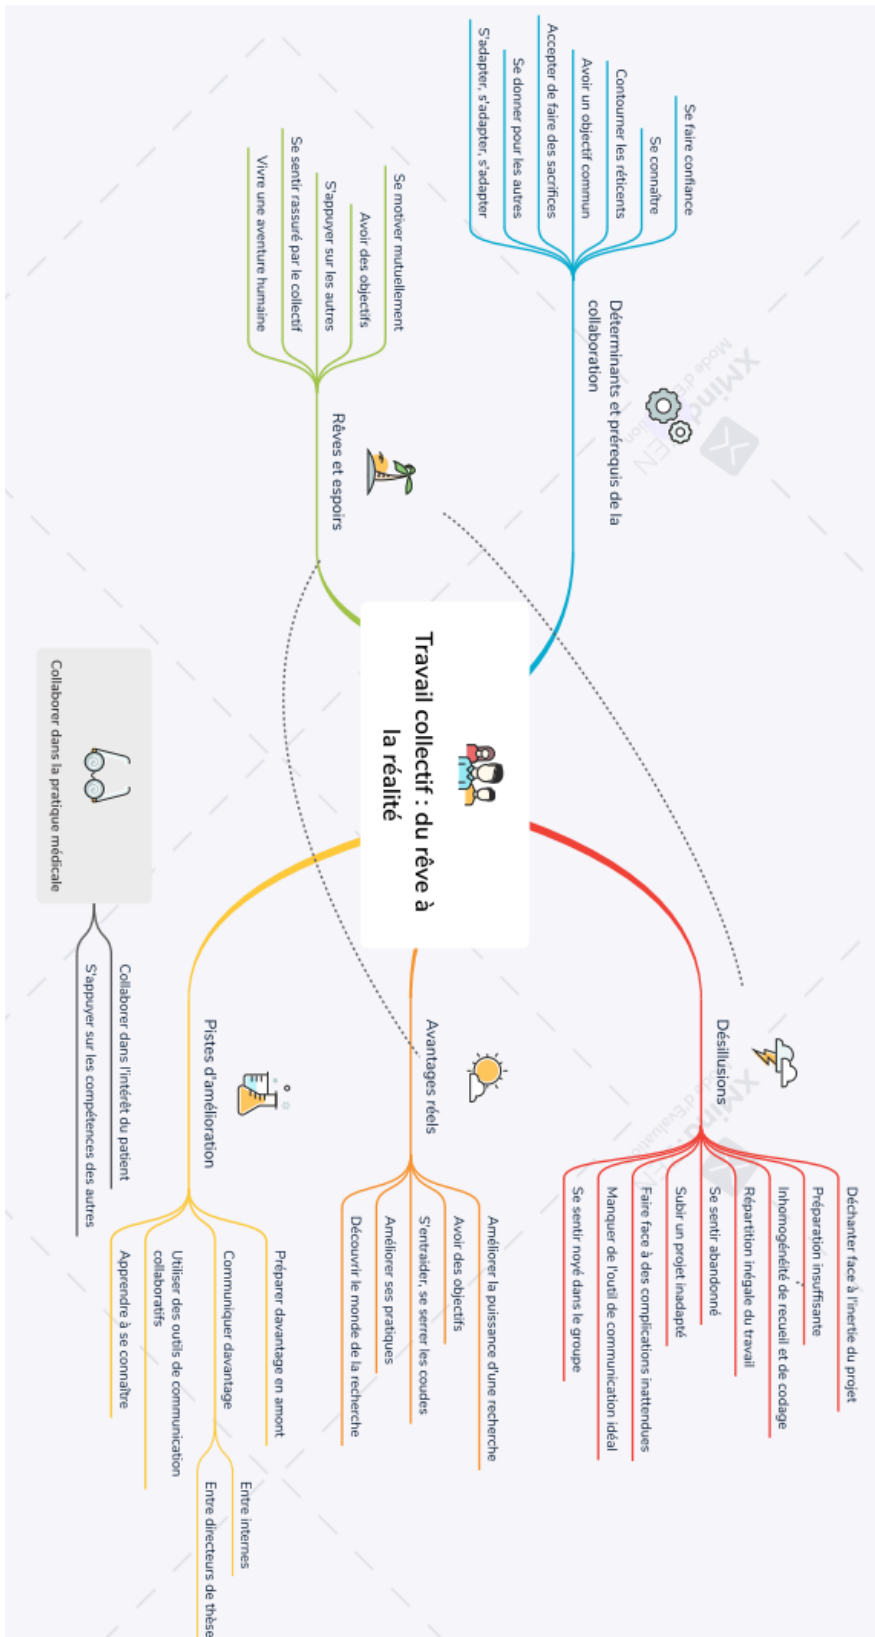 Travail collectif : du rêve à
la réalité
Déterminants et prérequis de la
collaboration
Se faire confiance
Se connaître
Contourner les réticents
Avoir un objectif commun
Accepter de faire des sacrifices
Se donner pour les autres
S'adapter, s'adapter, s'adapter
Rêves et espoirs
Se motiver mutuellement
Avoir des objectifs
S'appuyer sur les autres
Se sentir rassuré par le collectif
Vivre une aventure humaine
Désillusions
Déchanter face à l'inertie du projet
Préparation insuffisante
Inhomogénéité de recueil et de codage
Répartition inégale du travail
Se sentir abandonné
Subir un projet inadapté
Faire face à des complications inattendues
Manquer de l'outil de communication idéal
Se sentir noyé dans le groupe
Avantages réels
Améliorer la puissance d'une recherche
Avoir des objectifs
S'entraider, se serrer les coudes
Améliorer ses pratiques
Découvrir le monde de la recherche
Pistes d'amélioration
Préparer davantage en amont
Communiquer davantage
Entre internes
Entre directeurs de thèse
Utiliser des outils de communication
collaboratifs
Apprendre à se connaître
Collaborer dans la pratique médicale
Collaborer dans l'intérêt du patient
S'appuyer sur les compétences des autres
XMind
XMind